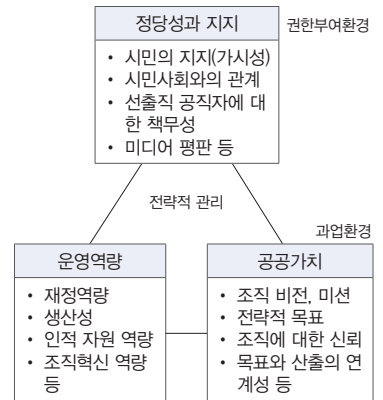 정당성과 지지
권한부여환경
• 시민의 지지(가시성)
• 시민사회와의 관계
• 선출직 공직자에 대
한 책무성
• 미디어 평판 등
전략적 관리
과업환경
운영역량
• 재정역량
• 생산성
• 인적 자원 역량
• 조직혁신 역량
등
공공가치
• 조직 비전, 미션
• 전략적 목표
• 조직에 대한 신뢰
• 목표와 산출의 연
계성 등